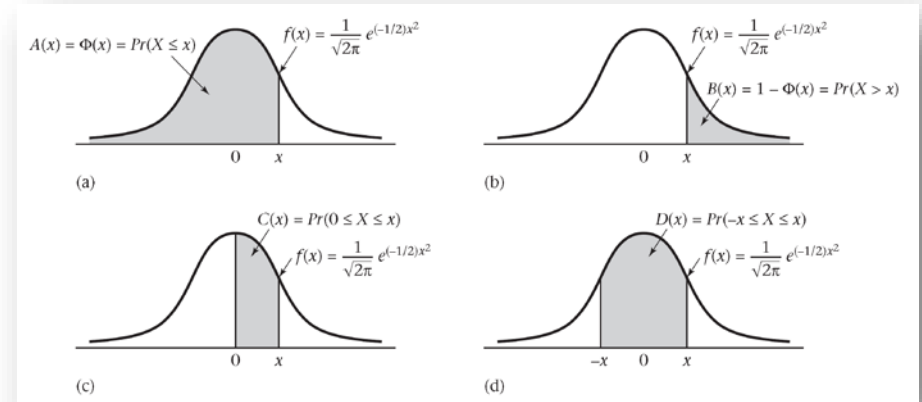 A(x) = Φ(x) = Pr(X ≤ x)
f(x) = 1/√2π e^(−1/2)x²
0 x
(a)
f(x) = 1/√2π e^(−1/2)x²
B(x) = 1 − Φ(x) = Pr(X > x)
0 x
(b)
C(x) = Pr(0 ≤ X ≤ x)
f(x) = 1/√2π e^(−1/2)x²
0 x
(c)
D(x) = Pr(−x ≤ X ≤ x)
f(x) = 1/√2π e^(−1/2)x²
−x 0 x
(d)